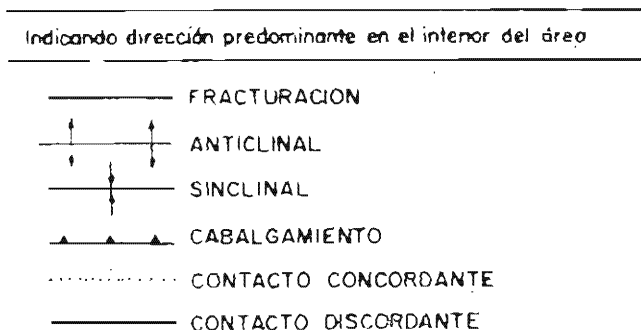 Indicando dirección predominante en el interior del área
FRACTURACION
ANTICLINAL
SINCLINAL
CABALGAMIENTO
CONTACTO CONCORDANTE
CONTACTO DISCORDANTE